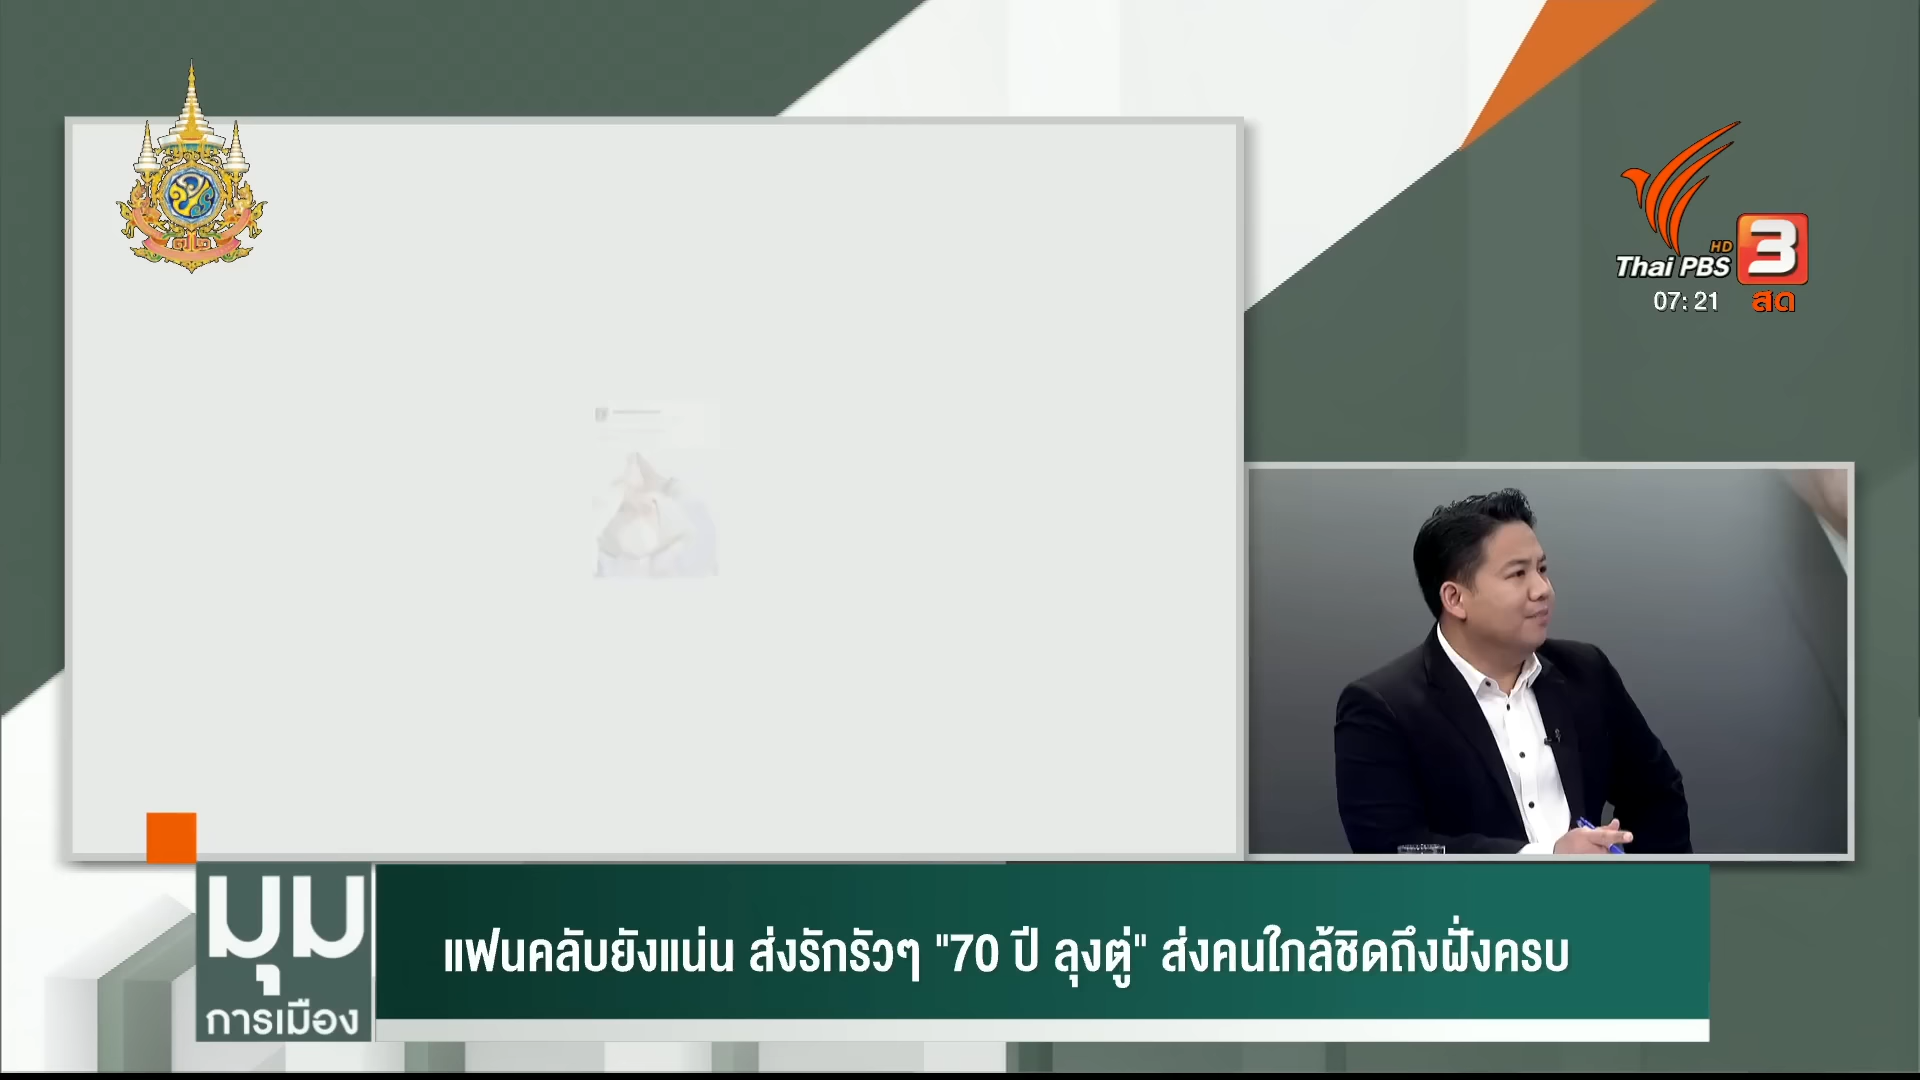 ๗๒
HD
Thai PBS 3
07: 21 สด
มุม
การเมือง
แฟนคลับยังแน่น ส่งรักรัวๆ "70 ปี ลุงตู่" ส่งคนใกล้ชิดถึงฝั่งครบ